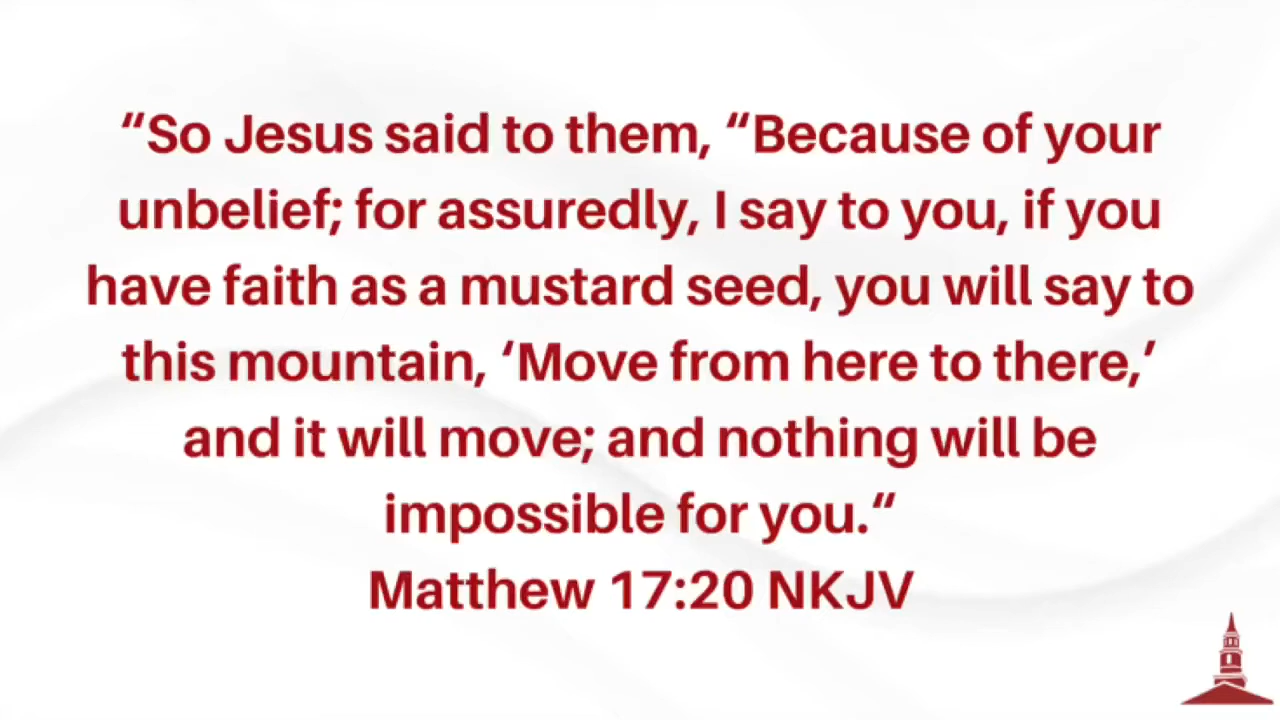 “So Jesus said to them, “Because of your
unbelief; for assuredly, I say to you, if you
have faith as a mustard seed, you will say to
this mountain, ‘Move from here to there,’
and it will move; and nothing will be
impossible for you.“
Matthew 17:20 NKJV